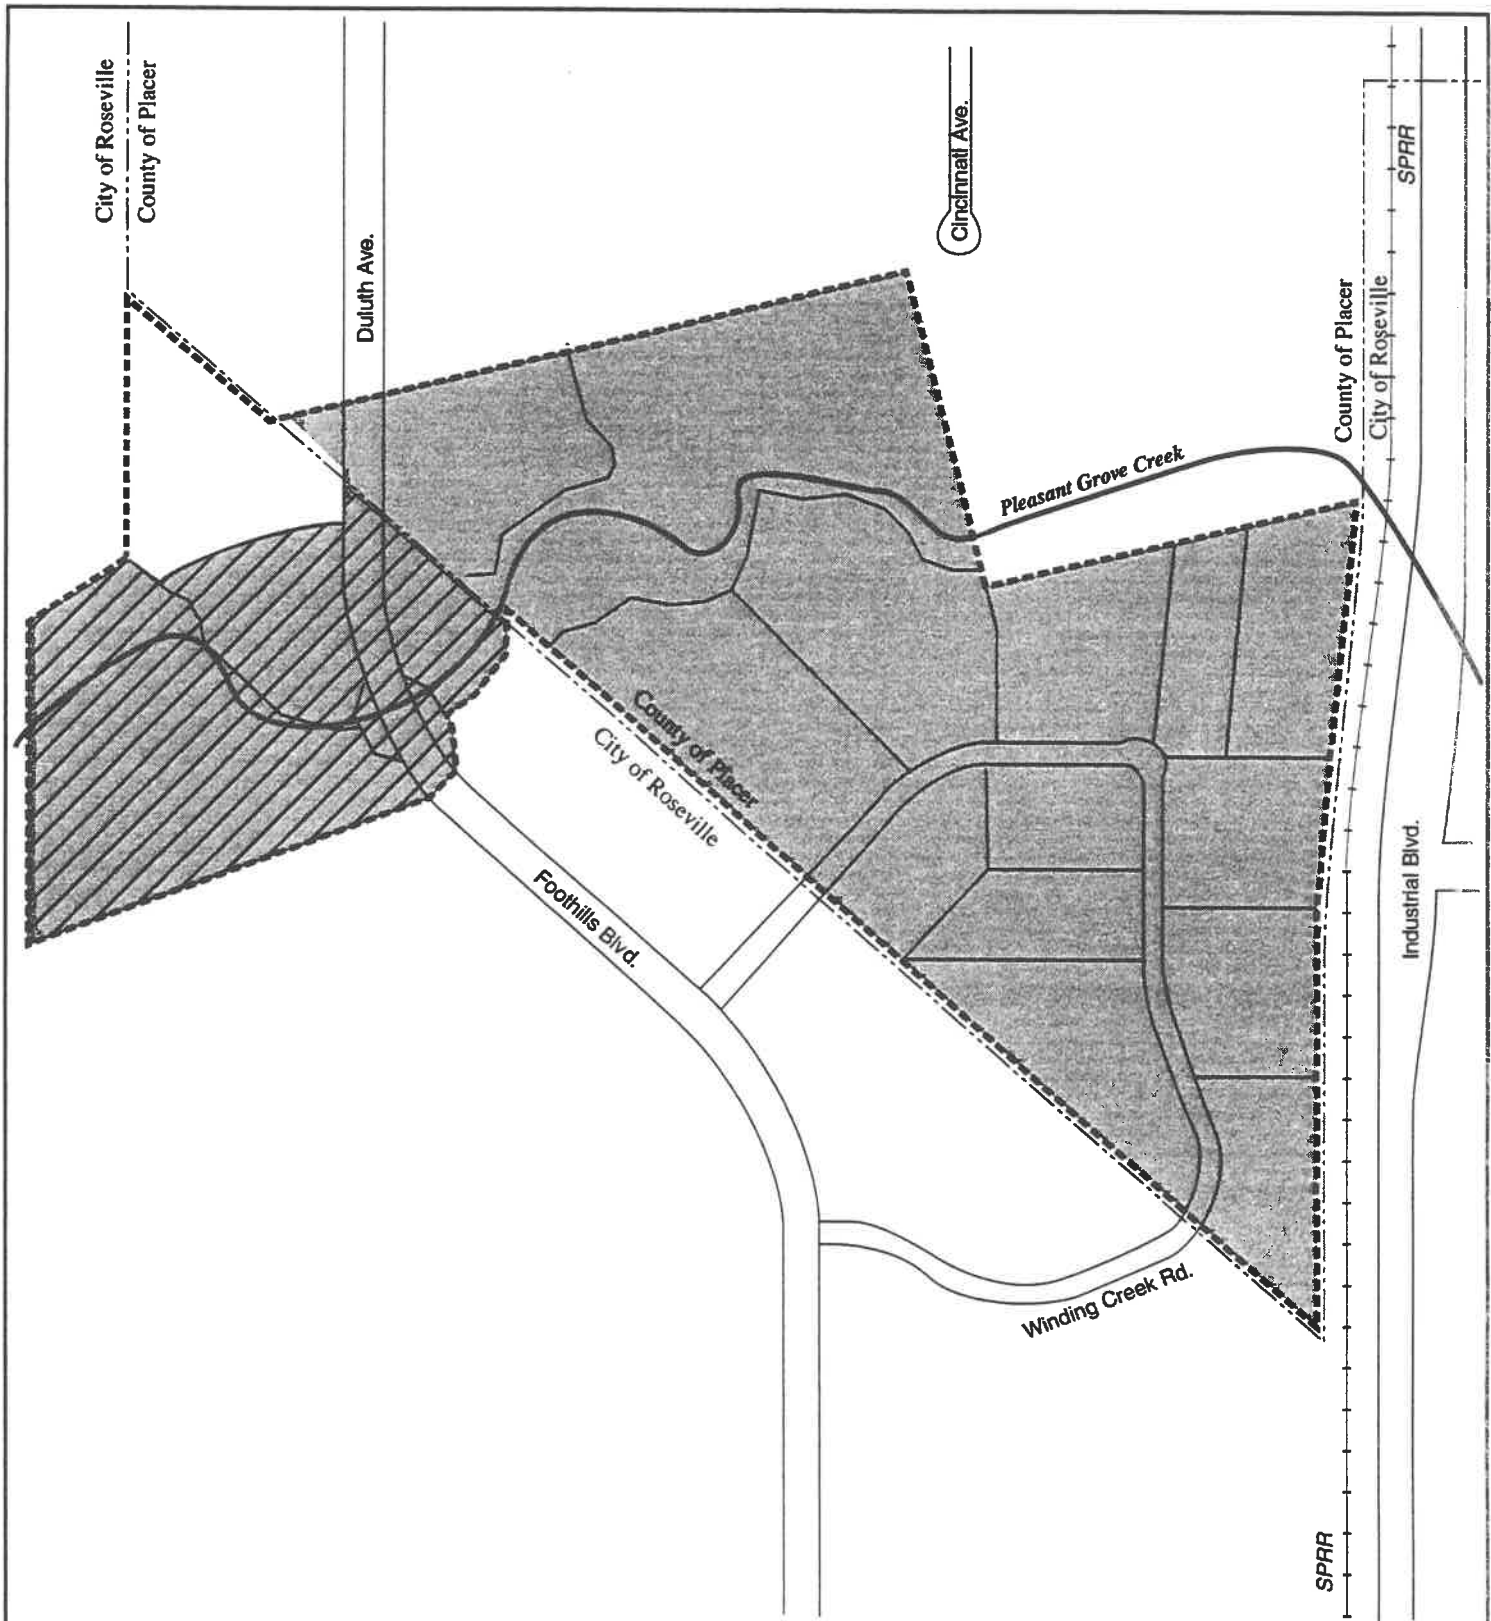 City of Roseville
County of Placer
Duluth Ave.
Cincinnati Ave.
SPRR
County of Placer
City of Roseville
Pleasant Grove Creek
County of Placer
City of Roseville
Foothills Blvd.
Industrial Blvd.
Winding Creek Rd.
SPRR